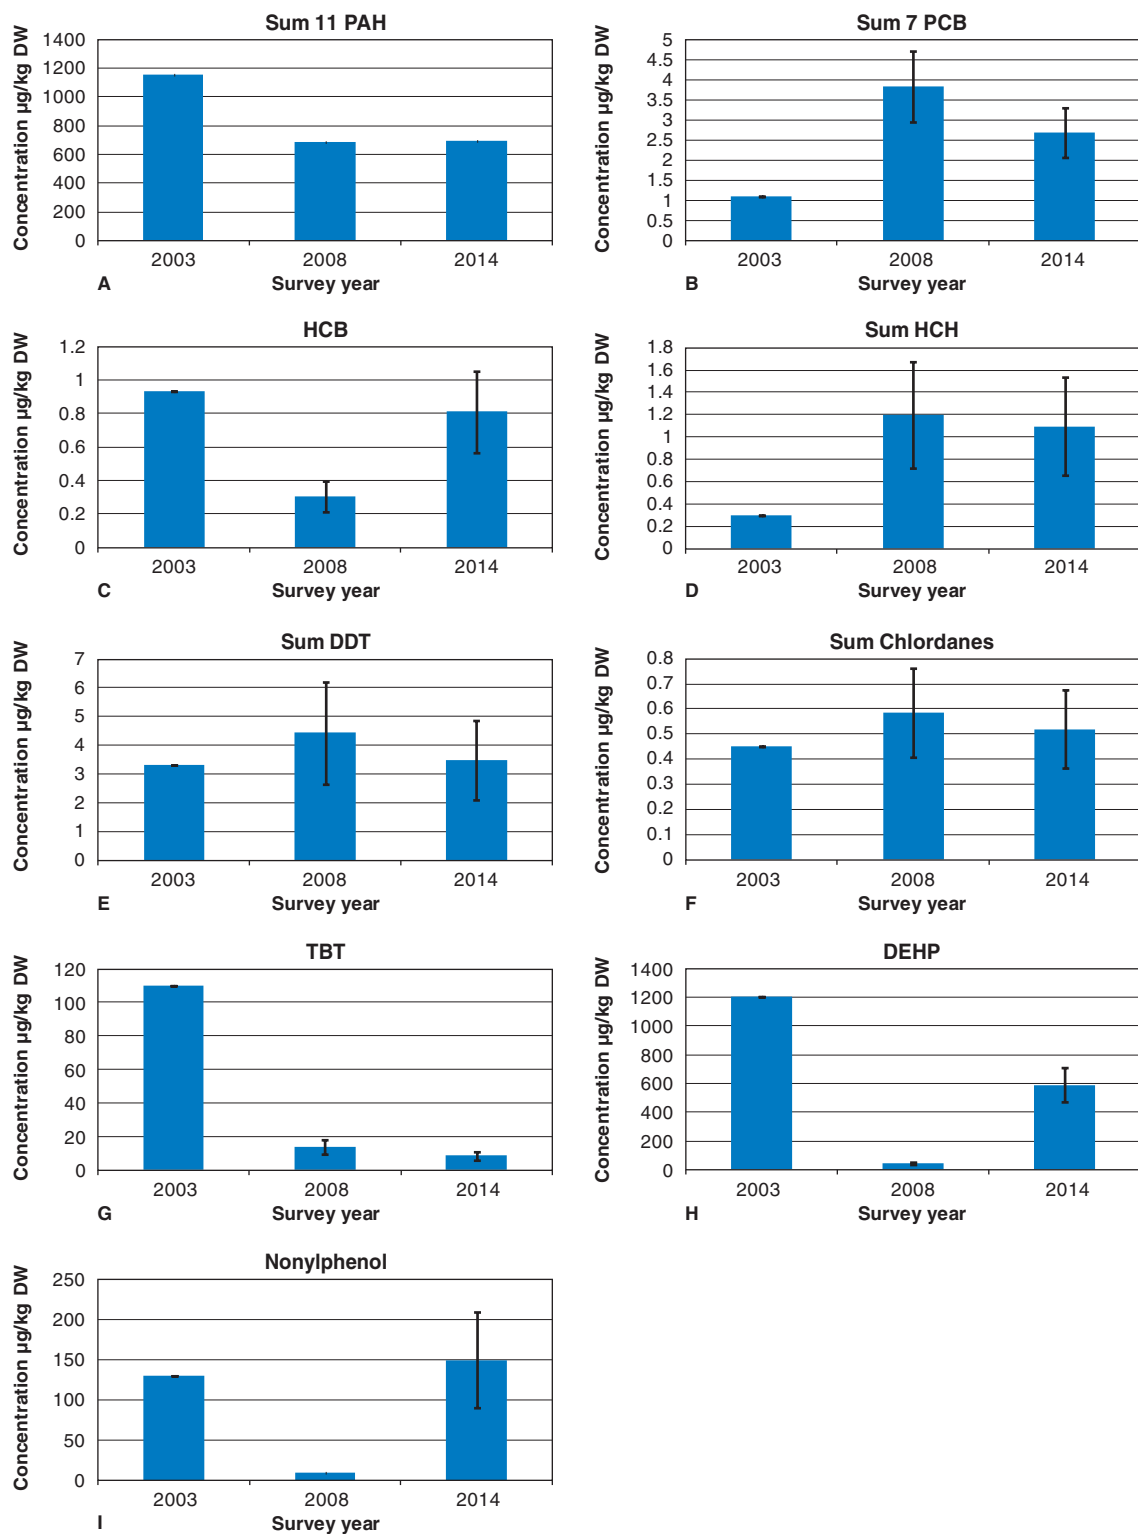 Sum 11 PAH
Concentration µg/kg DW
1400
1200
1000
800
600
400
200
0
2003 2008 2014
A Survey year
Sum 7 PCB
Concentration µg/kg DW
5
4.5
4
3.5
3
2.5
2
1.5
1
0.5
0
2003 2008 2014
B Survey year
HCB
Concentration µg/kg DW
1.2
1
0.8
0.6
0.4
0.2
0
2003 2008 2014
C Survey year
Sum HCH
Concentration µg/kg DW
1.8
1.6
1.4
1.2
1
0.8
0.6
0.4
0.2
0
2003 2008 2014
D Survey year
Sum DDT
Concentration µg/kg DW
7
6
5
4
3
2
1
0
2003 2008 2014
E Survey year
Sum Chlordanes
Concentration µg/kg DW
0.8
0.7
0.6
0.5
0.4
0.3
0.2
0.1
0
2003 2008 2014
F Survey year
TBT
Concentration µg/kg DW
120
100
80
60
40
20
0
2003 2008 2014
G Survey year
DEHP
Concentration µg/kg DW
1400
1200
1000
800
600
400
200
0
2003 2008 2014
H Survey year
Nonylphenol
Concentration µg/kg DW
250
200
150
100
50
0
2003 2008 2014
I Survey year